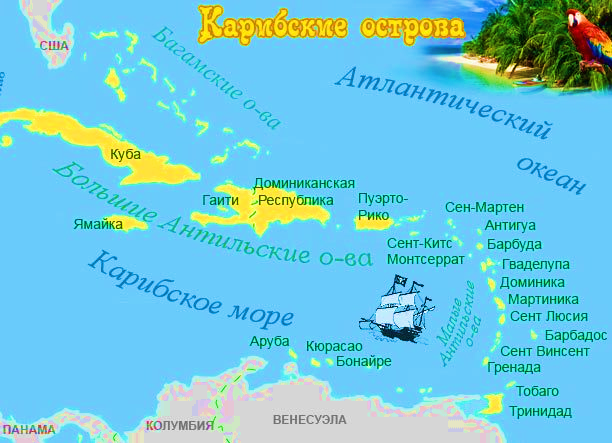 Карибские острова
США
Багамские о-ва
Атлантический
океан
Куба
Большие Антильские о-ва
Гаити
Доминиканская
Республика
Пуэрто-
Рико
Ямайка
Сен-Мартен
Антигуа
Барбуда
Сент-Китс
Монтсеррат
Гваделупа
Доминика
Мартиника
Сент Люсия
Барбадос
Сент Винсент
Гренада
Малые
Антильские
о-ва
Карибское море
Аруба
Кюрасао
Бонайре
Тобаго
Тринидад
ПАНАМА
КОЛУМБИЯ
ВЕНЕСУЭЛА